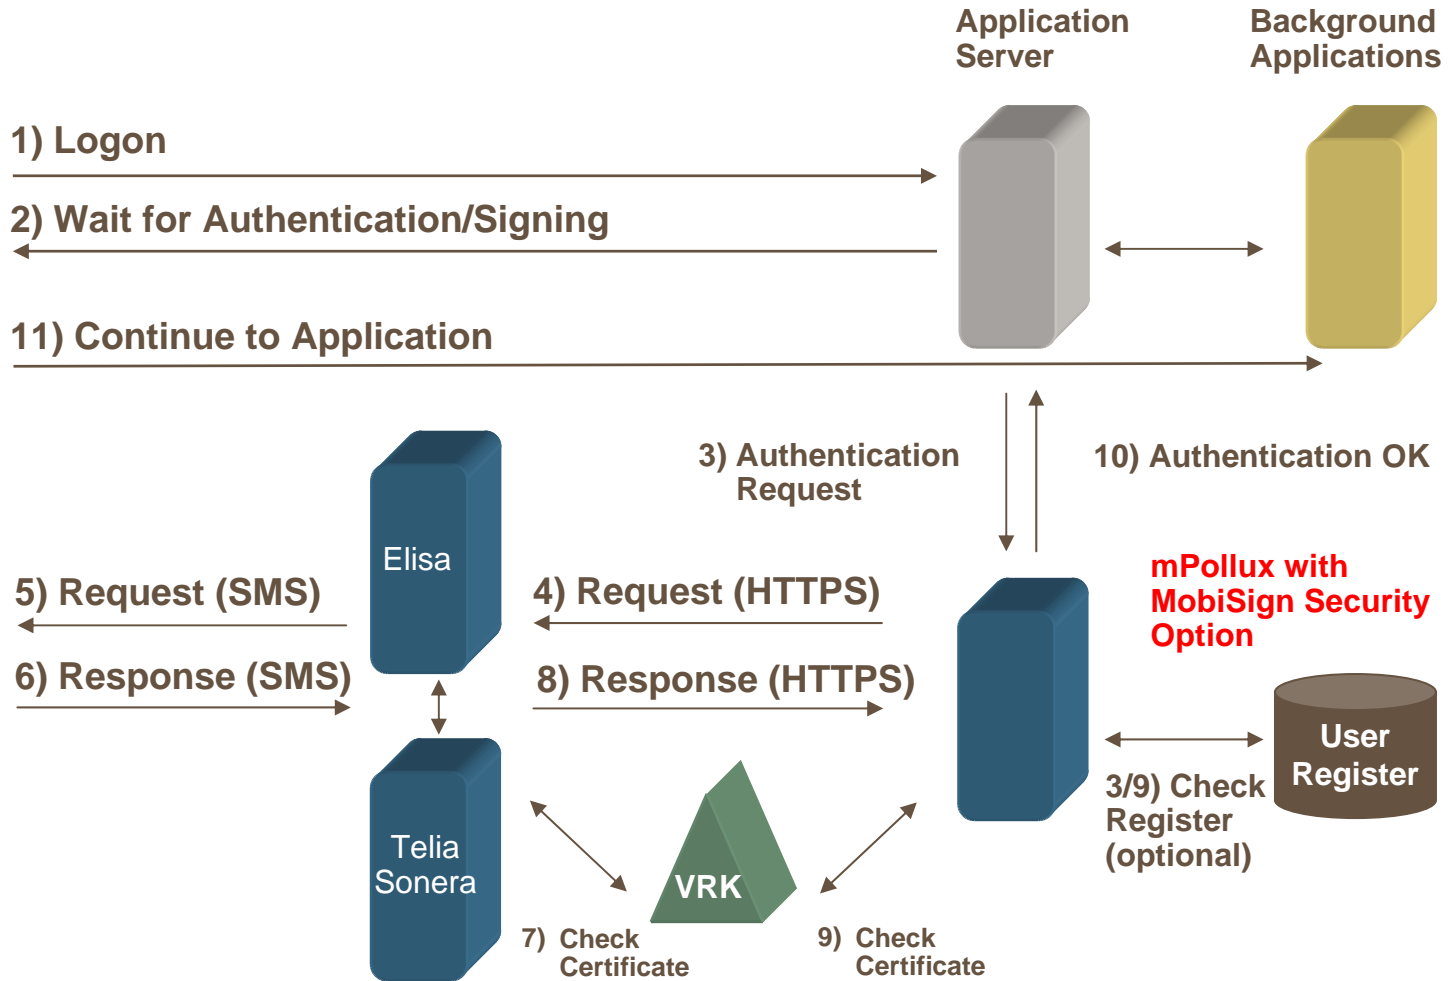 Application
Server
Background
Applications
1) Logon
2) Wait for Authentication/Signing
11) Continue to Application
3) Authentication
Request
10) Authentication OK
Elisa
5) Request (SMS)
4) Request (HTTPS)
mPollux with
MobiSign Security
Option
6) Response (SMS)
8) Response (HTTPS)
User
Register
3/9) Check
Register
(optional)
Telia
Sonera
VRK
7) Check
Certificate
9) Check
Certificate